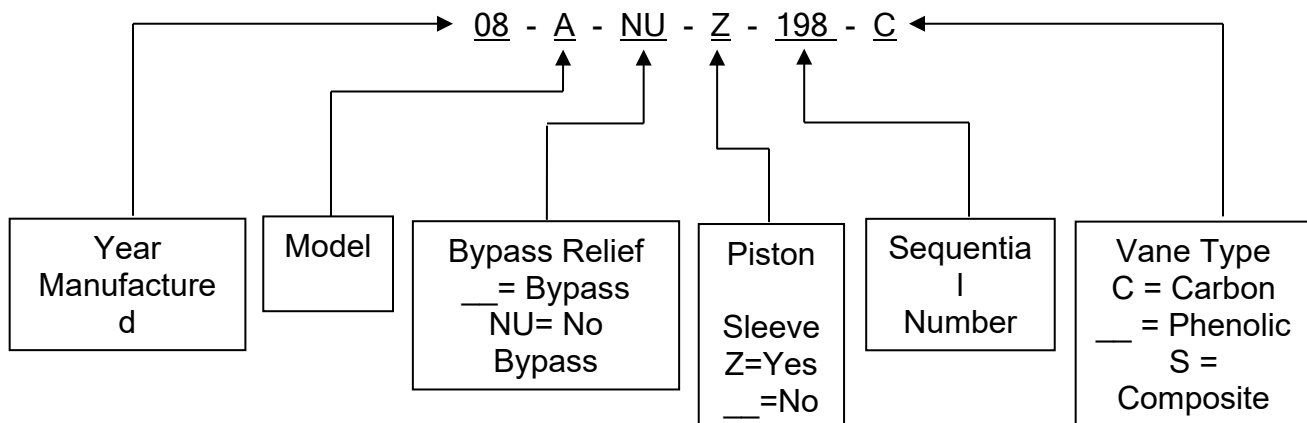 08 - A - NU - Z - 198 - C
Year
Manufacture
d
Model
Bypass Relief
__= Bypass
NU= No
Bypass
Piston
Sleeve
Z=Yes
__=No
Sequentia
l
Number
Vane Type
C = Carbon
__ = Phenolic
S =
Composite